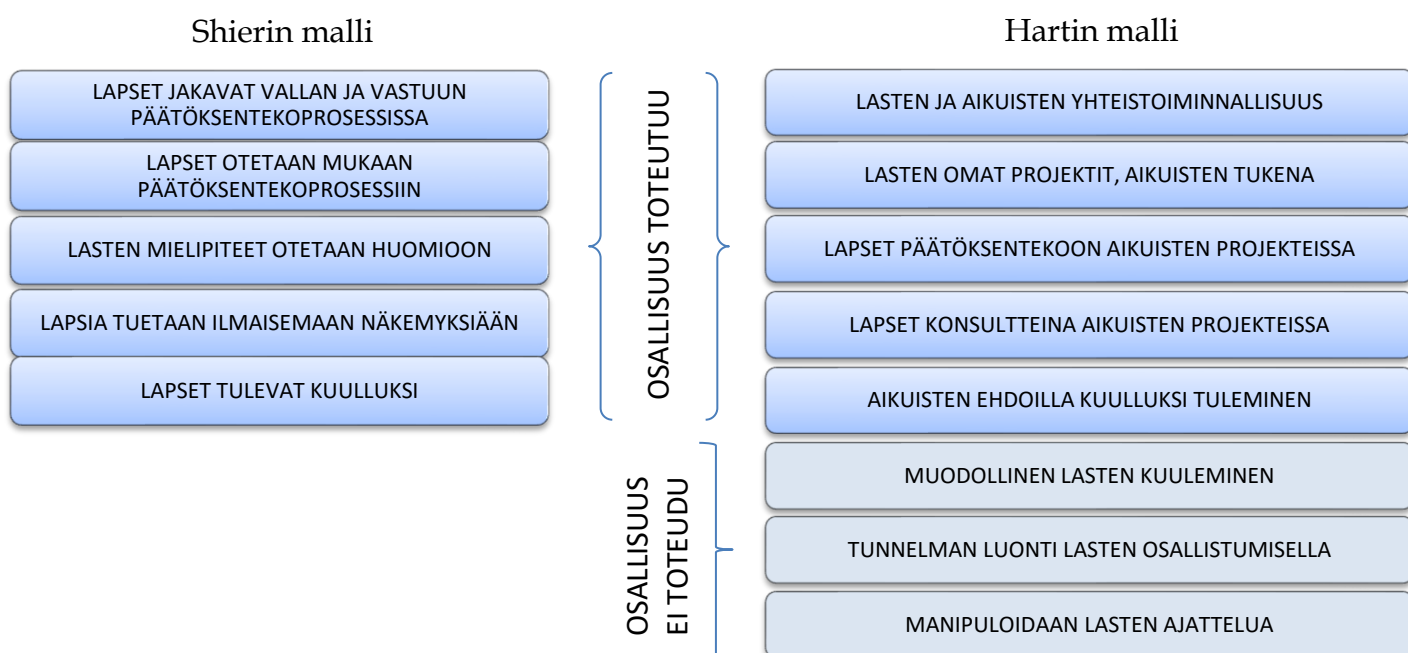 Shierin malli
LAPSET JAKAVAT VALLAN JA VASTUUN
PÄÄTÖKSENTEKOPROSESSISSA
LAPSET OTETAAN MUKAAN
PÄÄTÖKSENTEKOPROSESSIIN
LASTEN MIELIPITEET OTETAAN HUOMIOON
LAPSIA TUETAAN ILMAISEMAAN NÄKEMYKSIÄÄN
LAPSET TULEVAT KUULLUKSI
OSALLISUUS TOTEUTUU
OSALLISUUS
EI TOTEUDU
Hartin malli
LASTEN JA AIKUISTEN YHTEISTOIMINNALLISUUS
LASTEN OMAT PROJEKTIT, AIKUISTEN TUKENA
LAPSET PÄÄTÖKSENTEKOON AIKUISTEN PROJEKTEISSA
LAPSET KONSULTTEINA AIKUISTEN PROJEKTEISSA
AIKUISTEN EHDOILLA KUULLUKSI TULEMINEN
MUODOLLINEN LASTEN KUULEMINEN
TUNNELMAN LUONTI LASTEN OSALLISTUMISELLA
MANIPULOIDAAN LASTEN AJATTELUA